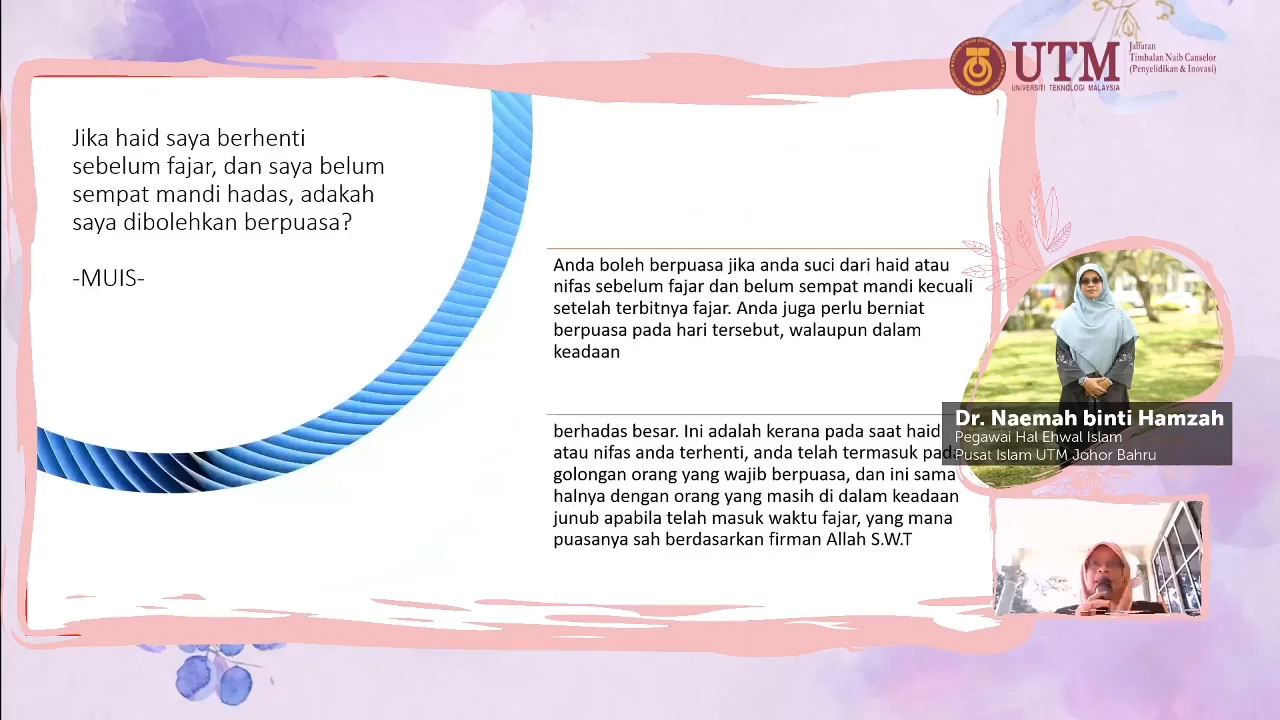 UTM
UNIVERSITI TEKNOLOGI MALAYSIA
Jabatan
Timbalan Naib Canselor
(Penyelidikan & Inovasi)
Jika haid saya berhenti
sebelum fajar, dan saya belum
sempat mandi hadas, adakah
saya dibolehkan berpuasa?
-MUIS-
Anda boleh berpuasa jika anda suci dari haid atau
nifas sebelum fajar dan belum sempat mandi kecuali
setelah terbitnya fajar. Anda juga perlu berniat
berpuasa pada hari tersebut, walaupun dalam
keadaan
berhadas besar. Ini adalah kerana pada saat haid
atau nifas anda terhenti, anda telah termasuk pada
golongan orang yang wajib berpuasa, dan ini sama
halnya dengan orang yang masih di dalam keadaan
junub apabila telah masuk waktu fajar, yang mana
puasanya sah berdasarkan firman Allah S.W.T
Dr. Naemah binti Hamzah
Pegawai Hal Ehwal Islam
Pusat Islam UTM Johor Bahru